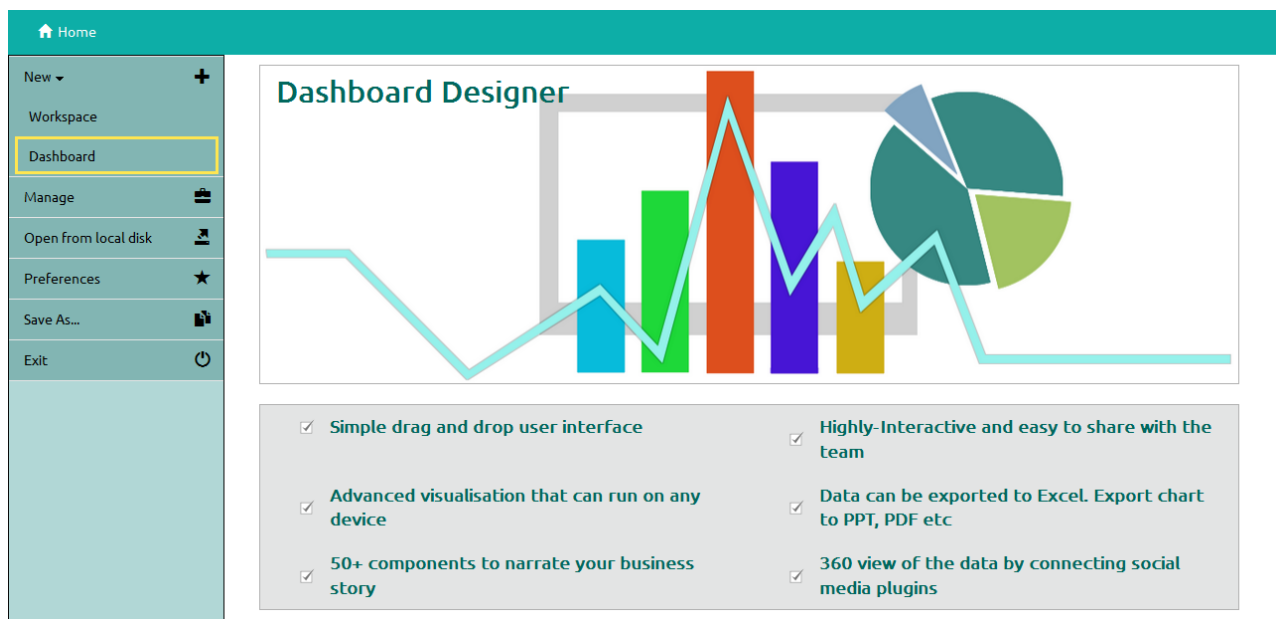 Home
New
Workspace
Dashboard
Manage
Open from local disk
Preferences
Save As...
Exit
Dashboard Designer
Simple drag and drop user interface
Highly-Interactive and easy to share with the
team
Advanced visualisation that can run on any
device
Data can be exported to Excel. Export chart
to PPT, PDF etc
50+ components to narrate your business
story
360 view of the data by connecting social
media plugins